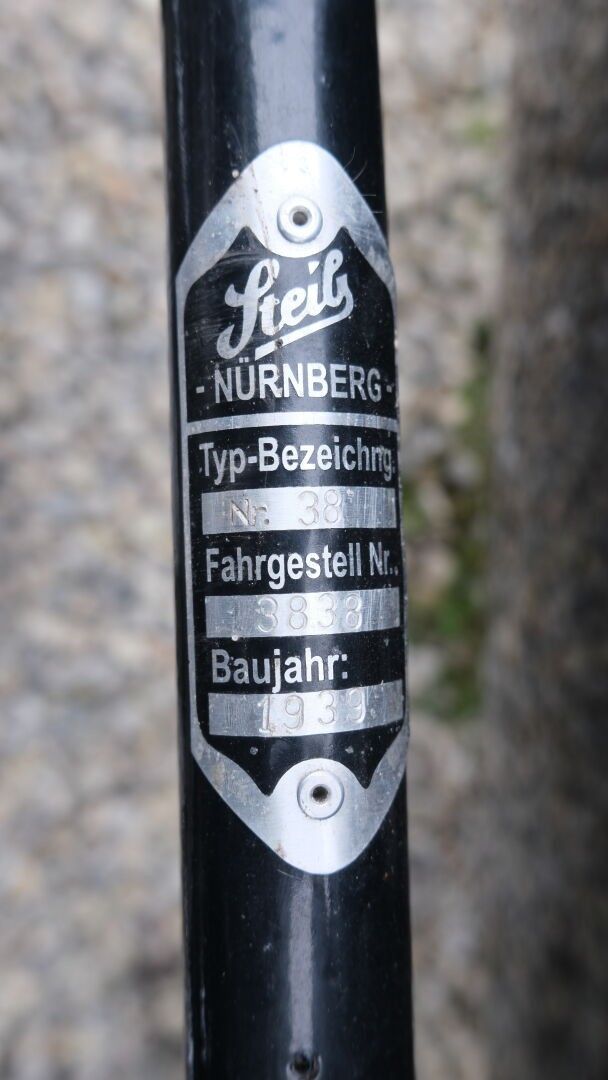 Steib
- NÜRNBERG -
Typ-Bezeichng.
Nr. 38
Fahrgestell Nr.
3838
Baujahr:
1939